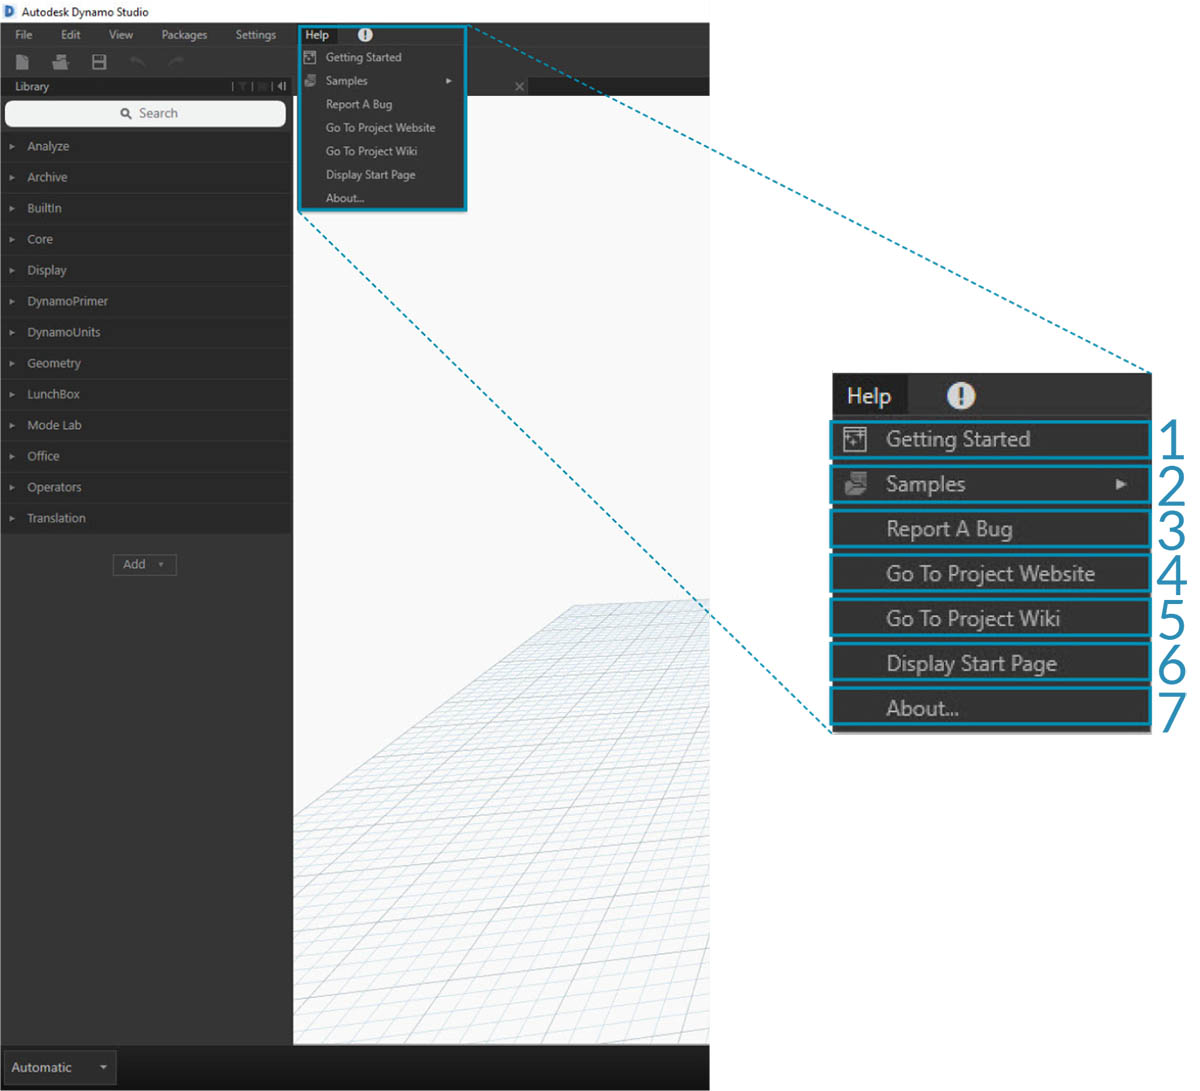 Autodesk Dynamo Studio
File Edit View Packages Settings Help
Getting Started
Samples
Report A Bug
Go To Project Website
Go To Project Wiki
Display Start Page
About...
Library
Search
Analyze
Archive
BuiltIn
Core
Display
DynamoPrimer
DynamoUnits
Geometry
LunchBox
Mode Lab
Office
Operators
Translation
Add
Automatic
Help
Getting Started 1
Samples 2
Report A Bug 3
Go To Project Website 4
Go To Project Wiki 5
Display Start Page 6
About... 7